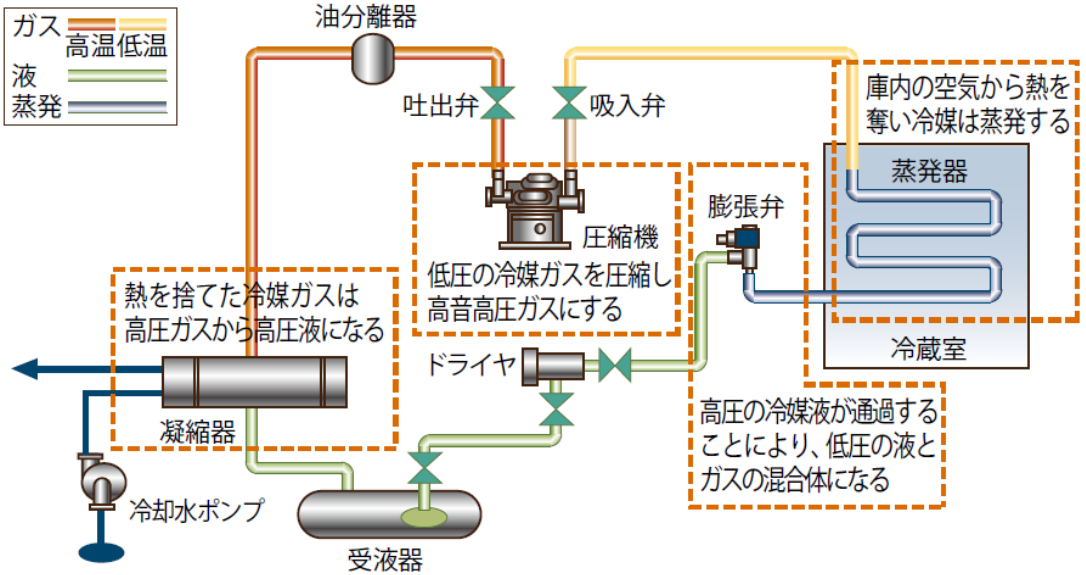 ガス
高温 低温
液
蒸発
油分離器
吐出弁
吸入弁
庫内の空気から熱を
奪い冷媒は蒸発する
蒸発器
膨張弁
圧縮機
低圧の冷媒ガスを圧縮し
高音高圧ガスにする
熱を捨てた冷媒ガスは
高圧ガスから高圧液になる
冷蔵室
ドライヤ
凝縮器
高圧の冷媒液が通過する
ことにより、低圧の液と
ガスの混合体になる
冷却水ポンプ
受液器